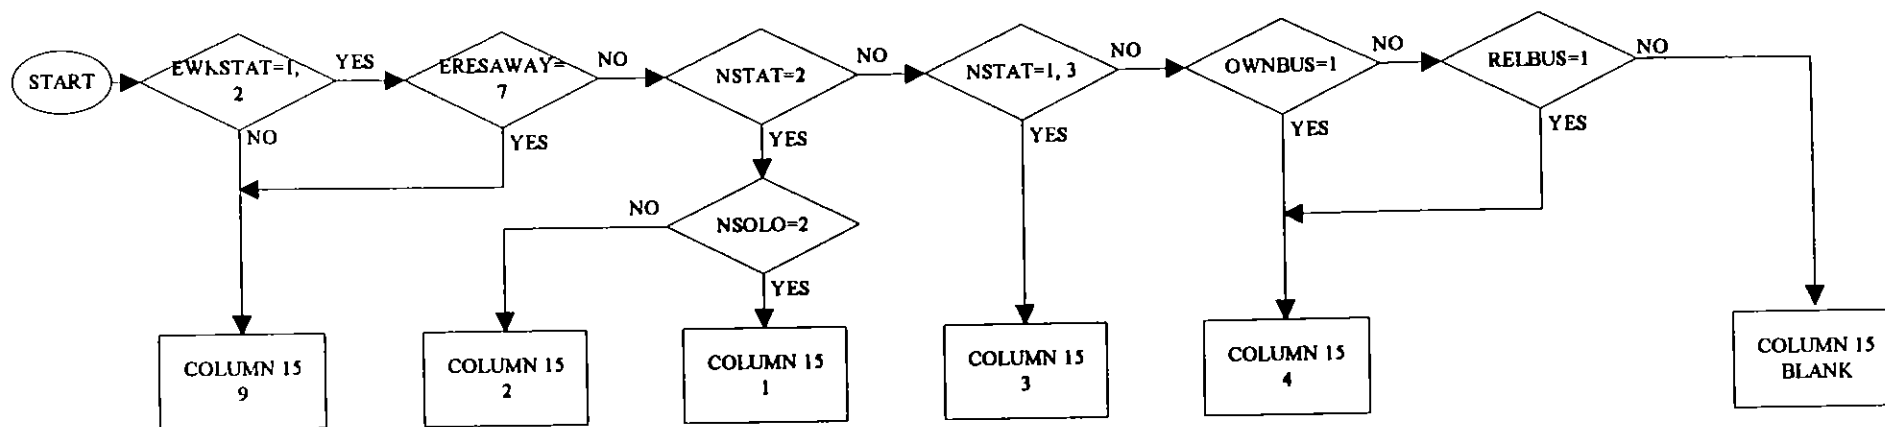 START
EWKSTAT=1,
2
YES
NO
ERESAWAY=
7
NO
YES
NSTAT=2
NO
YES
NSTAT=1, 3
NO
YES
OWNBUS=1
NO
YES
RELBUS=1
NO
YES
NSOLO=2
NO
YES
COLUMN 15
9
COLUMN 15
2
COLUMN 15
1
COLUMN 15
3
COLUMN 15
4
COLUMN 15
BLANK